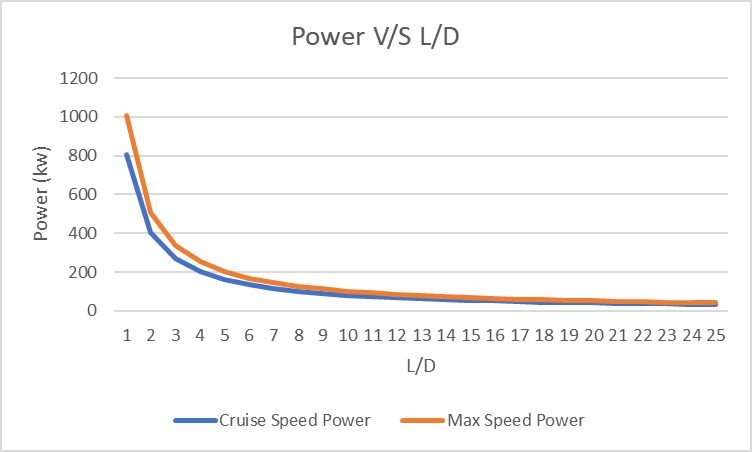 Power V/S L/D
1200
1000
800
600
400
200
0
Power (kw)
1 2 3 4 5 6 7 8 9 10 11 12 13 14 15 16 17 18 19 20 21 22 23 24 25
L/D
Cruise Speed Power Max Speed Power